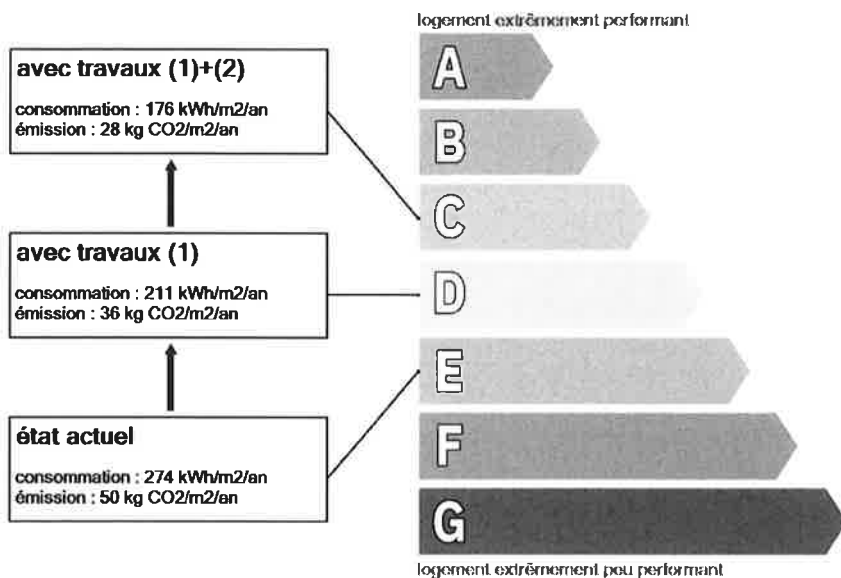 logement extrêmement performant
avec travaux (1)+(2)
consommation : 176 kWh/m2/an
émission : 28 kg CO2/m2/an
avec travaux (1)
consommation : 211 kWh/m2/an
émission : 36 kg CO2/m2/an
état actuel
consommation : 274 kWh/m2/an
émission : 50 kg CO2/m2/an
A
B
C
D
E
F
G
logement extrêmement peu performant